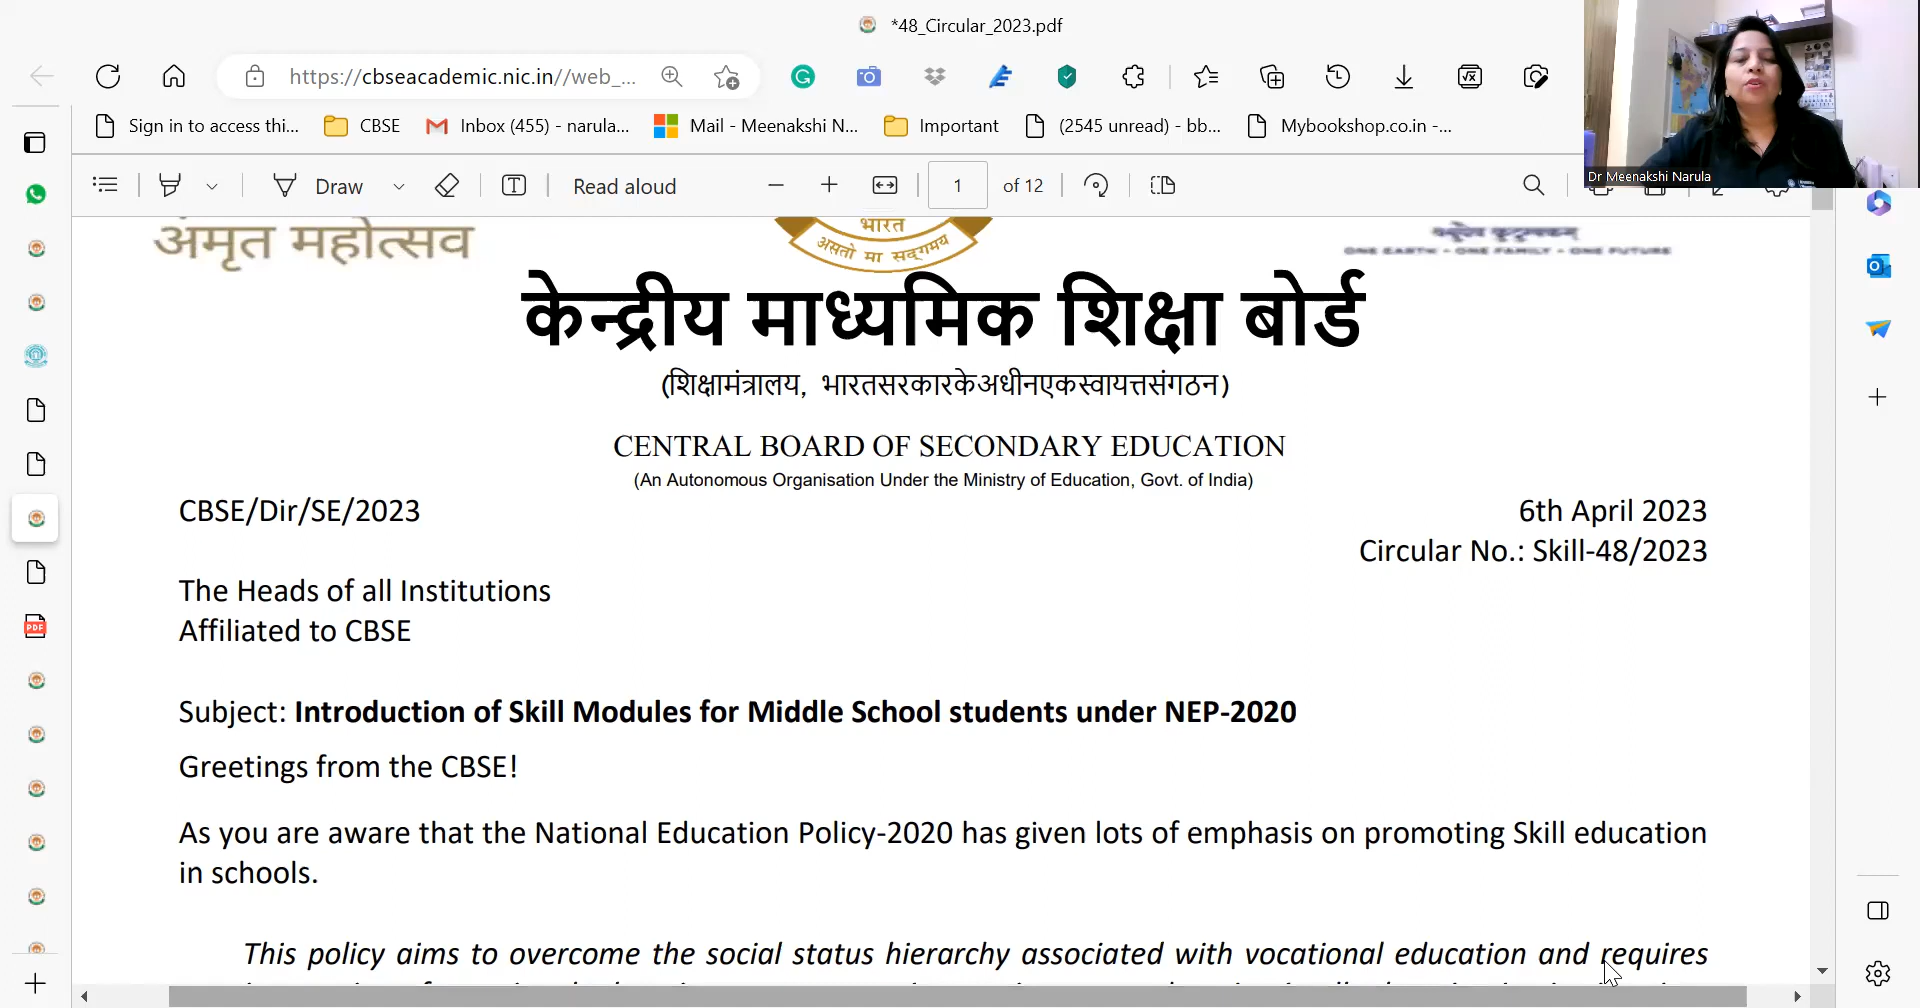 *48_Circular_2023.pdf
https://cbseacademic.nic.in//web_...
Sign in to access thi...
CBSE
Inbox (455) - narula...
Mail - Meenakshi N...
Important
(2545 unread) - bb...
Mybookshop.co.in -...
Dr Meenakshi Narula
Draw
Read aloud
1
of 12
अमृत महोत्सव
भारत
असतो मा सद्गमय
ONE EARTH • ONE FAMILY • ONE FUTURE
केन्द्रीय माध्यमिक शिक्षा बोर्ड
(शिक्षामंत्रालय, भारतसरकारकेअधीनएकस्वायत्तसंगठन)
CENTRAL BOARD OF SECONDARY EDUCATION
(An Autonomous Organisation Under the Ministry of Education, Govt. of India)
CBSE/Dir/SE/2023
6th April 2023
Circular No.: Skill-48/2023
The Heads of all Institutions
Affiliated to CBSE
Subject: Introduction of Skill Modules for Middle School students under NEP-2020
Greetings from the CBSE!
As you are aware that the National Education Policy-2020 has given lots of emphasis on promoting Skill education
in schools.
This policy aims to overcome the social status hierarchy associated with vocational education and requires